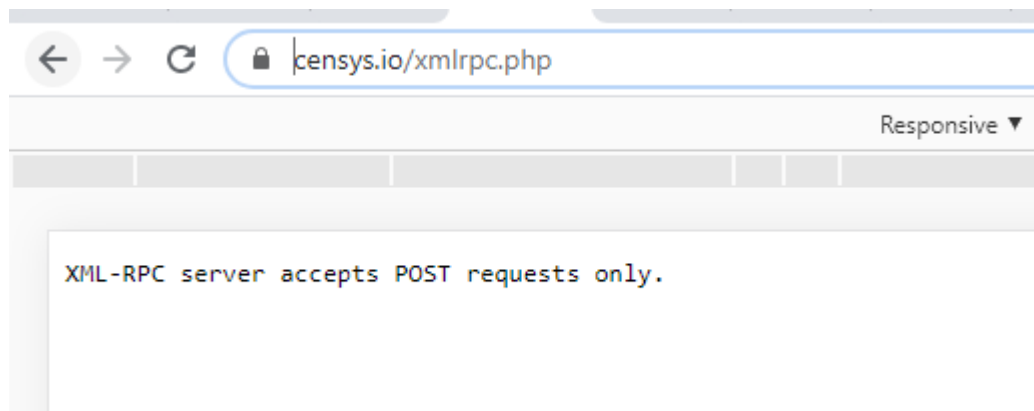 censys.io/xmlrpc.php
Responsive ▼
XML-RPC server accepts POST requests only.